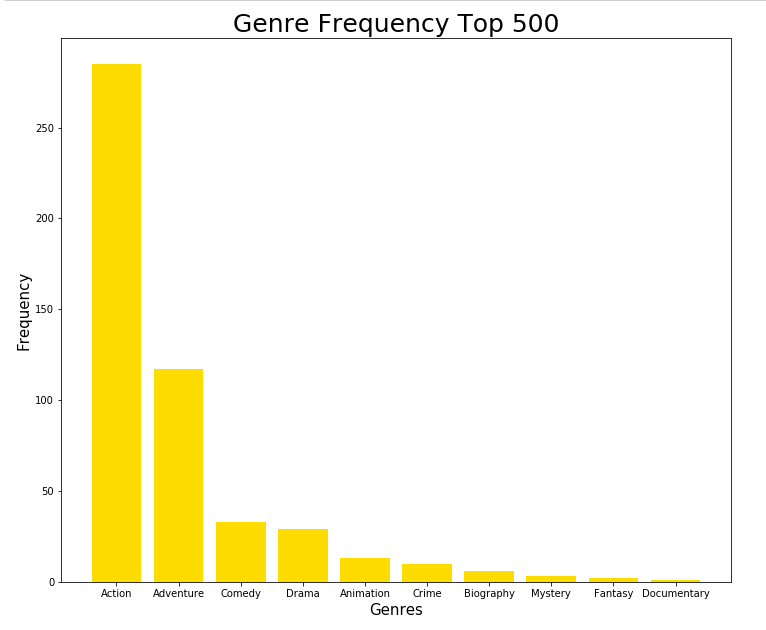 Genre Frequency Top 500
Frequency
250
200
150
100
50
0
Action Adventure Comedy Drama Animation Crime Biography Mystery Fantasy Documentary
Genres